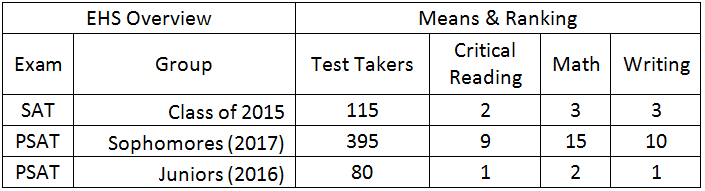 EHS Overview Means & Ranking
Exam Group Test Takers Critical Reading Math Writing
SAT Class of 2015 115 2 3 3
PSAT Sophomores (2017) 395 9 15 10
PSAT Juniors (2016) 80 1 2 1